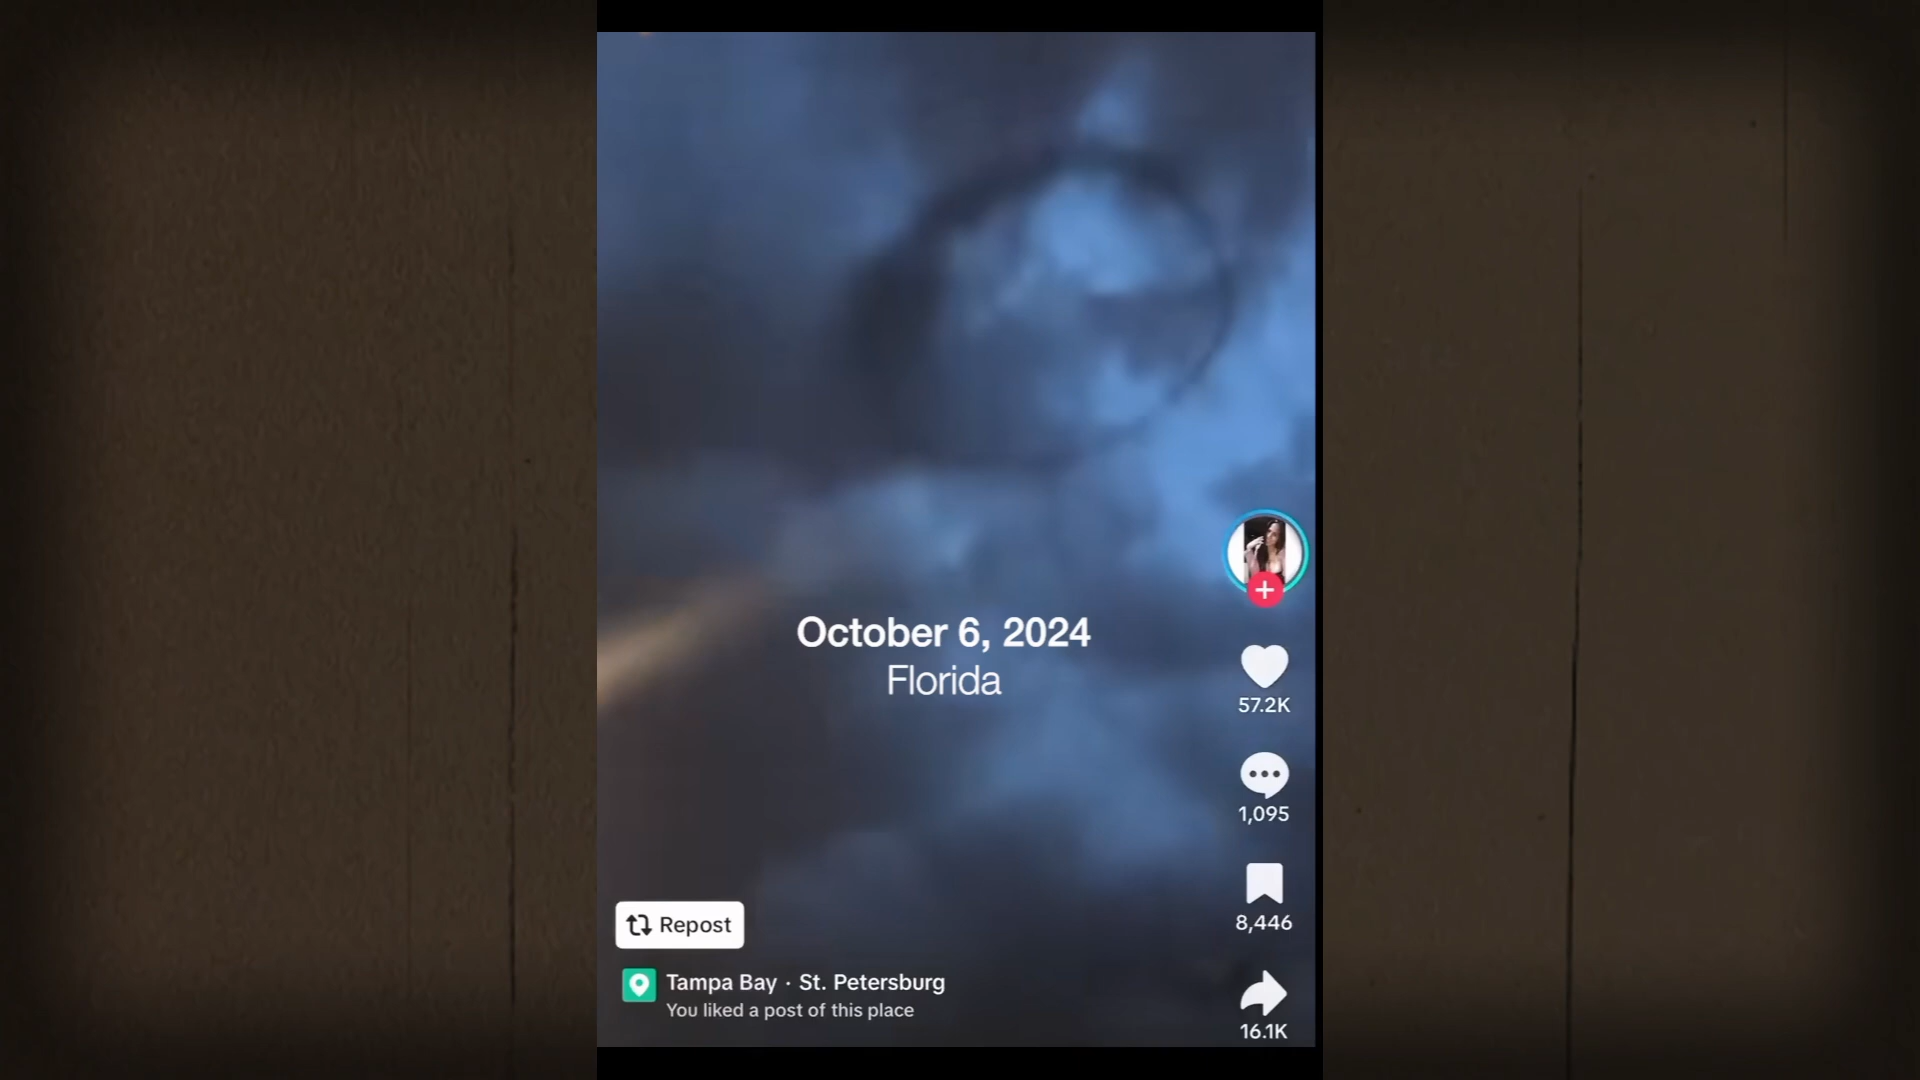 October 6, 2024
Florida
57.2K
1,095
8,446
Repost
Tampa Bay · St. Petersburg
You liked a post of this place
16.1K